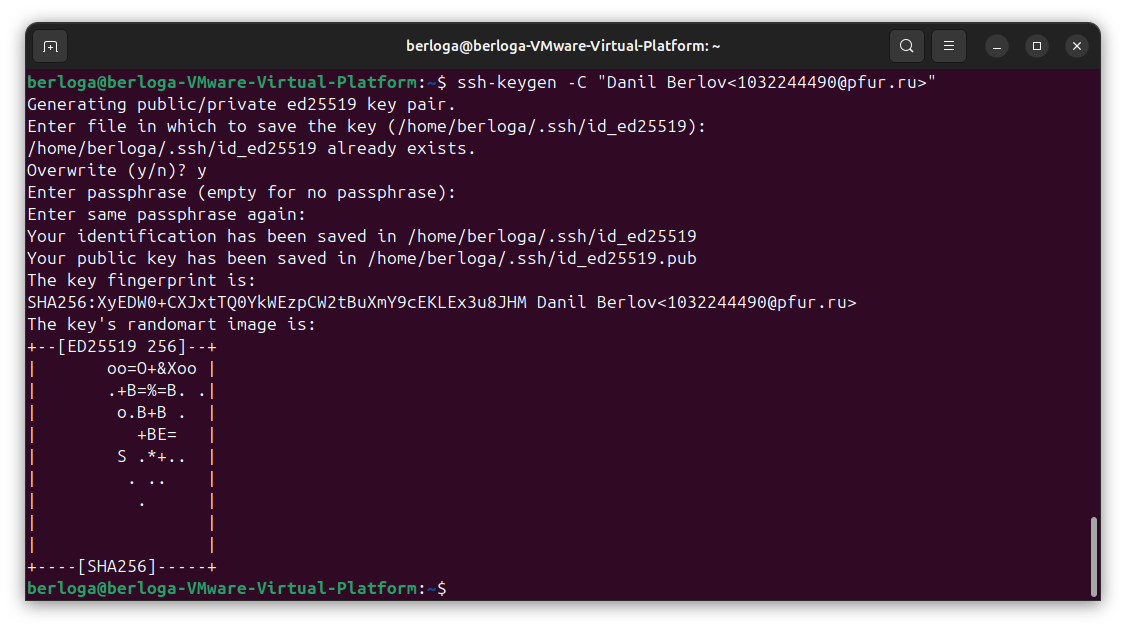 berloga@berloga-VMware-Virtual-Platform: ~
berloga@berloga-VMware-Virtual-Platform:~$ ssh-keygen -C "Danil Berlov<1032244490@pfur.ru>"
Generating public/private ed25519 key pair.
Enter file in which to save the key (/home/berloga/.ssh/id_ed25519):
/home/berloga/.ssh/id_ed25519 already exists.
Overwrite (y/n)? y
Enter passphrase (empty for no passphrase):
Enter same passphrase again:
Your identification has been saved in /home/berloga/.ssh/id_ed25519
Your public key has been saved in /home/berloga/.ssh/id_ed25519.pub
The key fingerprint is:
SHA256:XyEDW0+CXJxtTQ0YkWEzpCW2tBuXmY9cEKLEx3u8JHM Danil Berlov<1032244490@pfur.ru>
The key's randomart image is:
+--[ED25519 256]--+
|       oo=O+&Xoo |
|       .+B=%=B. .|
|        o.B+B .  |
|          +BE=   |
|        S .*+..  |
|         . ..    |
|          .      |
|                 |
|                 |
+----[SHA256]-----+
berloga@berloga-VMware-Virtual-Platform:~$